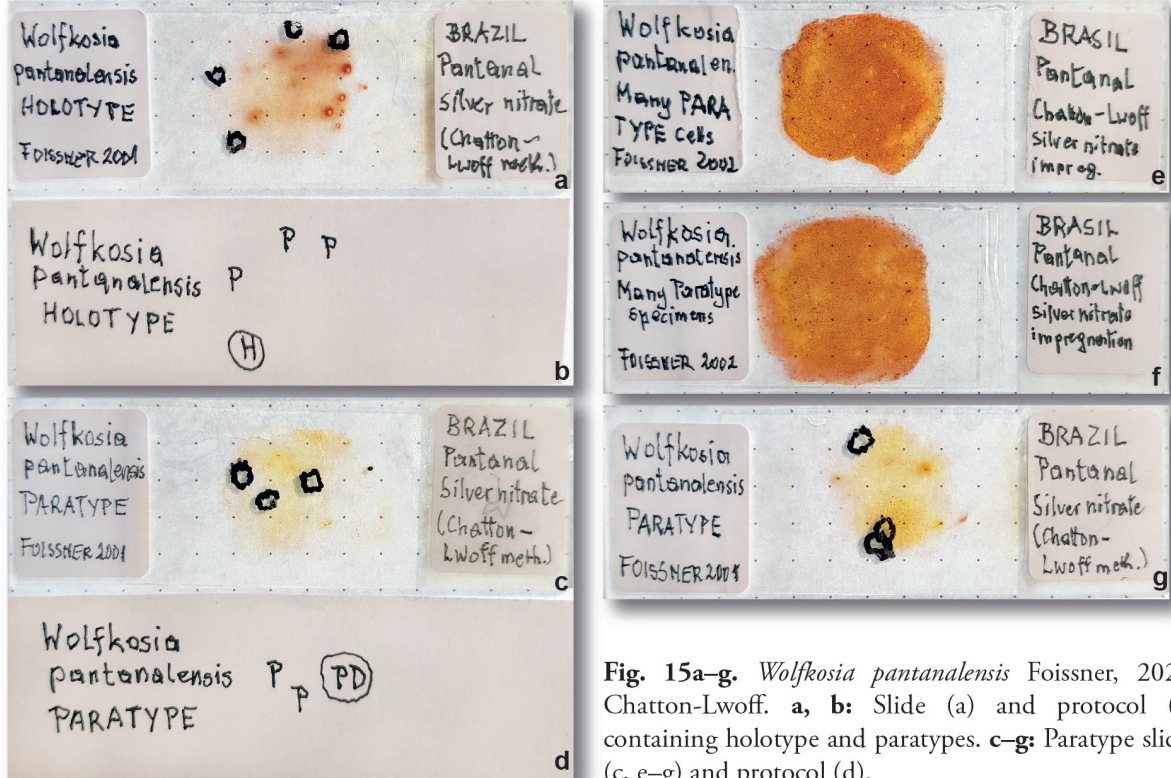 Wolfkosia
pantanalensis
HOLOTYPE
FOISSNER 2001
BRAZIL
Pantanal
Silver nitrate
(Chatton-
Lwoff meth.)
a
Wolfkosia
pantanalensis
HOLOTYPE
P P
P
H
b
Wolfkosia
pantanalensis
PARATYPE
FOISSNER 2001
BRAZIL
Pantanal
Silver nitrate
(Chatton-
Lwoff meth.)
c
Wolfkosia
pantanalensis
PARATYPE
P P PD
d
Wolfkosia
pantanalen.
Many PARA
TYPE cells
FOISSNER 2002
BRASIL
Pantanal
Chatton-Lwoff
Silver nitrate
impreg.
e
Wolfkosia
pantanalensis
Many Paratype
specimens
FOISSNER 2002
BRASIL
Pantanal
Chatton-Lwoff
silver nitrate
impregnation
f
Wolfkosia
pantanalensis
PARATYPE
FOISSNER 2001
BRAZIL
Pantanal
Silver nitrate
(Chatton-
Lwoff meth.)
g
Fig. 15a–g. Wolfkosia pantanalensis Foissner, 202
Chatton-Lwoff. a, b: Slide (a) and protocol (
containing holotype and paratypes. c–g: Paratype slid
(c, e–g) and protocol (d).